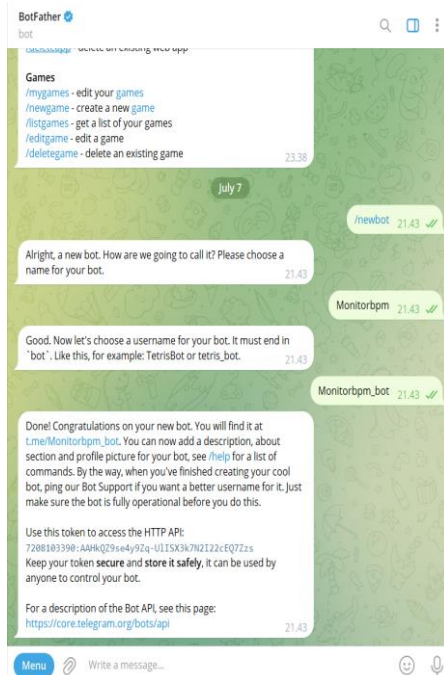 BotFather
bot
/deleteapp - delete an existing web app
Games
/mygames - edit your games
/newgame - create a new game
/listgames - get a list of your games
/editgame - edit a game
/deletegame - delete an existing game
23.38
July 7
/newbot 21.43
Alright, a new bot. How are we going to call it? Please choose a
name for your bot.
21.43
Monitorbpm 21.43
Good. Now let's choose a username for your bot. It must end in
`bot`. Like this, for example: TetrisBot or tetris_bot.
21.43
Monitorbpm_bot 21.43
Done! Congratulations on your new bot. You will find it at
t.me/Monitorbpm_bot. You can now add a description, about
section and profile picture for your bot, see /help for a list of
commands. By the way, when you've finished creating your cool
bot, ping our Bot Support if you want a better username for it. Just
make sure the bot is fully operational before you do this.
Use this token to access the HTTP API:
7208103390:AAHkQZ9se4y9Zq-UlISX3k7N2I22cEQ7Zzs
Keep your token secure and store it safely, it can be used by
anyone to control your bot.
For a description of the Bot API, see this page:
https://core.telegram.org/bots/api
21.43
Menu
Write a message...